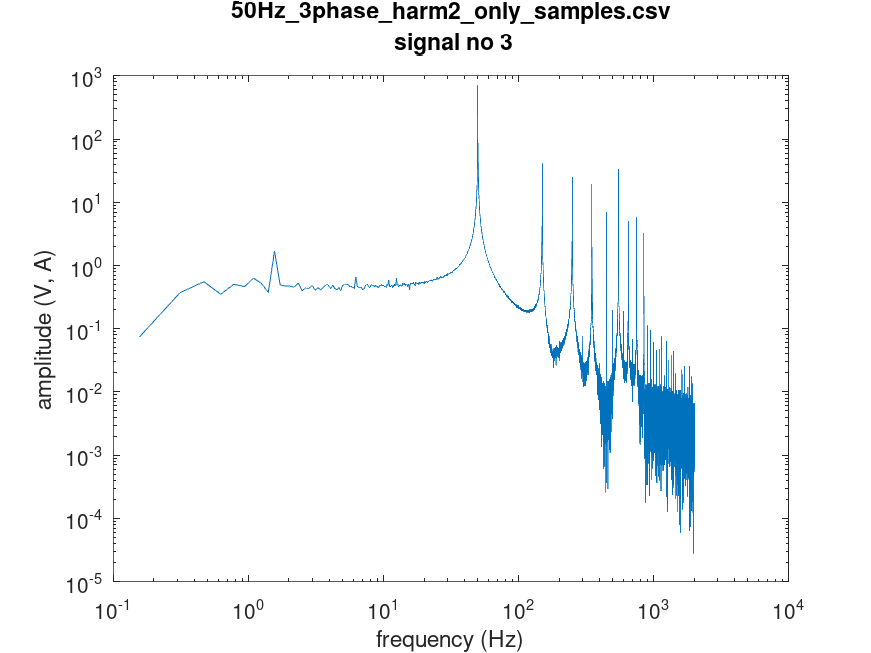 50Hz_3phase_harm2_only_samples.csv
signal no 3
amplitude (V, A)
10^3
10^2
10^1
10^0
10^-1
10^-2
10^-3
10^-4
10^-5
10^-1 10^0 10^1 10^2 10^3 10^4
frequency (Hz)